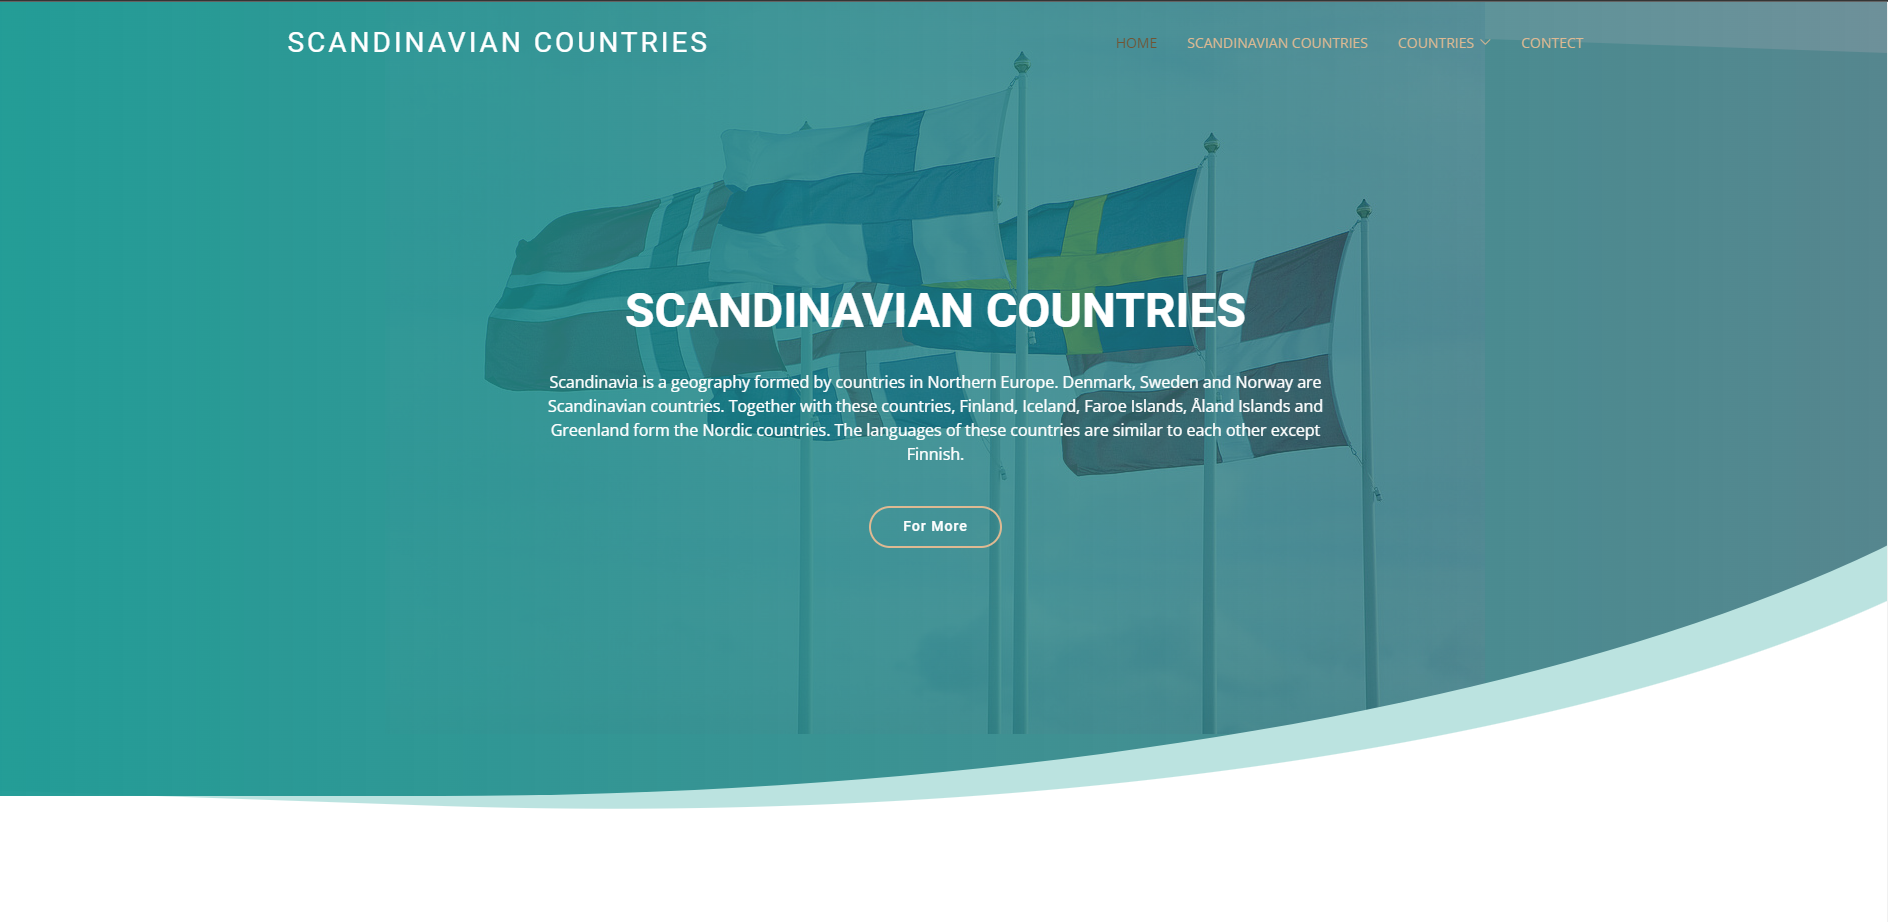 SCANDINAVIAN COUNTRIES
HOME SCANDINAVIAN COUNTRIES COUNTRIES CONTECT
SCANDINAVIAN COUNTRIES
Scandinavia is a geography formed by countries in Northern Europe. Denmark, Sweden and Norway are
Scandinavian countries. Together with these countries, Finland, Iceland, Faroe Islands, Åland Islands and
Greenland form the Nordic countries. The languages of these countries are similar to each other except
Finnish.
For More